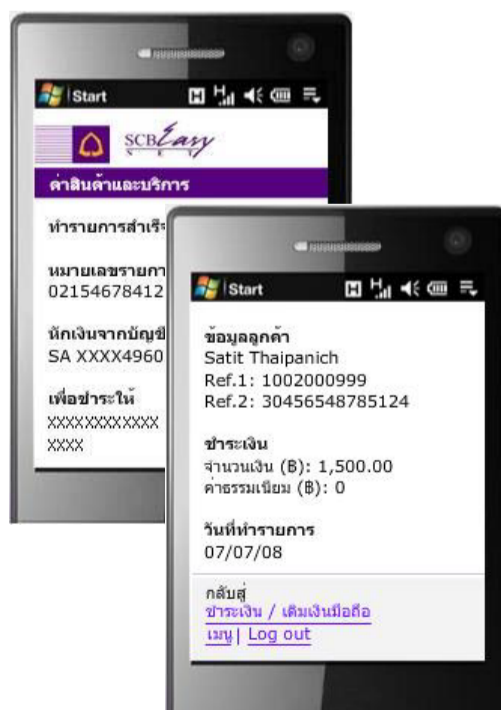 Start
SCBEasy
NET
ค่าสินค้าและบริการ
ทำรายการสำเร็จ
หมายเลขรายกา
02154678412
หักเงินจากบัญชี
SA XXXX4960
เพื่อชำระให้
XXXXXXXXXXXX
XXXX
Start
ข้อมูลลูกค้า
Satit Thaipanich
Ref.1: 1002000999
Ref.2: 30456548785124
ชำระเงิน
จำนวนเงิน (฿): 1,500.00
ค่าธรรมเนียม (฿): 0
วันที่ทำรายการ
07/07/08
กลับสู่
ชำระเงิน / เติมเงินมือถือ
เมนู| Log out